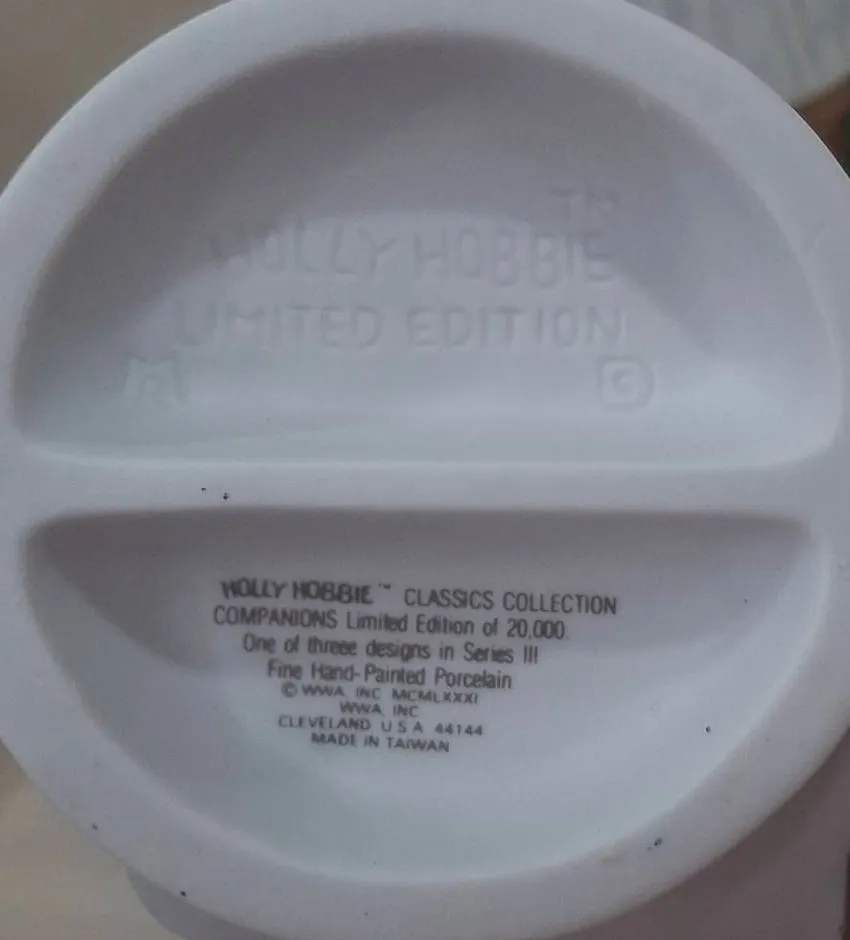 TM
HOLLY HOBBIE
LIMITED EDITION
©
HOLLY HOBBIE™ CLASSICS COLLECTION
COMPANIONS Limited Edition of 20,000.
One of threee designs in Series III
Fine Hand-Painted Porcelain
© WWA, INC MCMLXXXI
WWA, INC
CLEVELAND U S A 44144
MADE IN TAIWAN